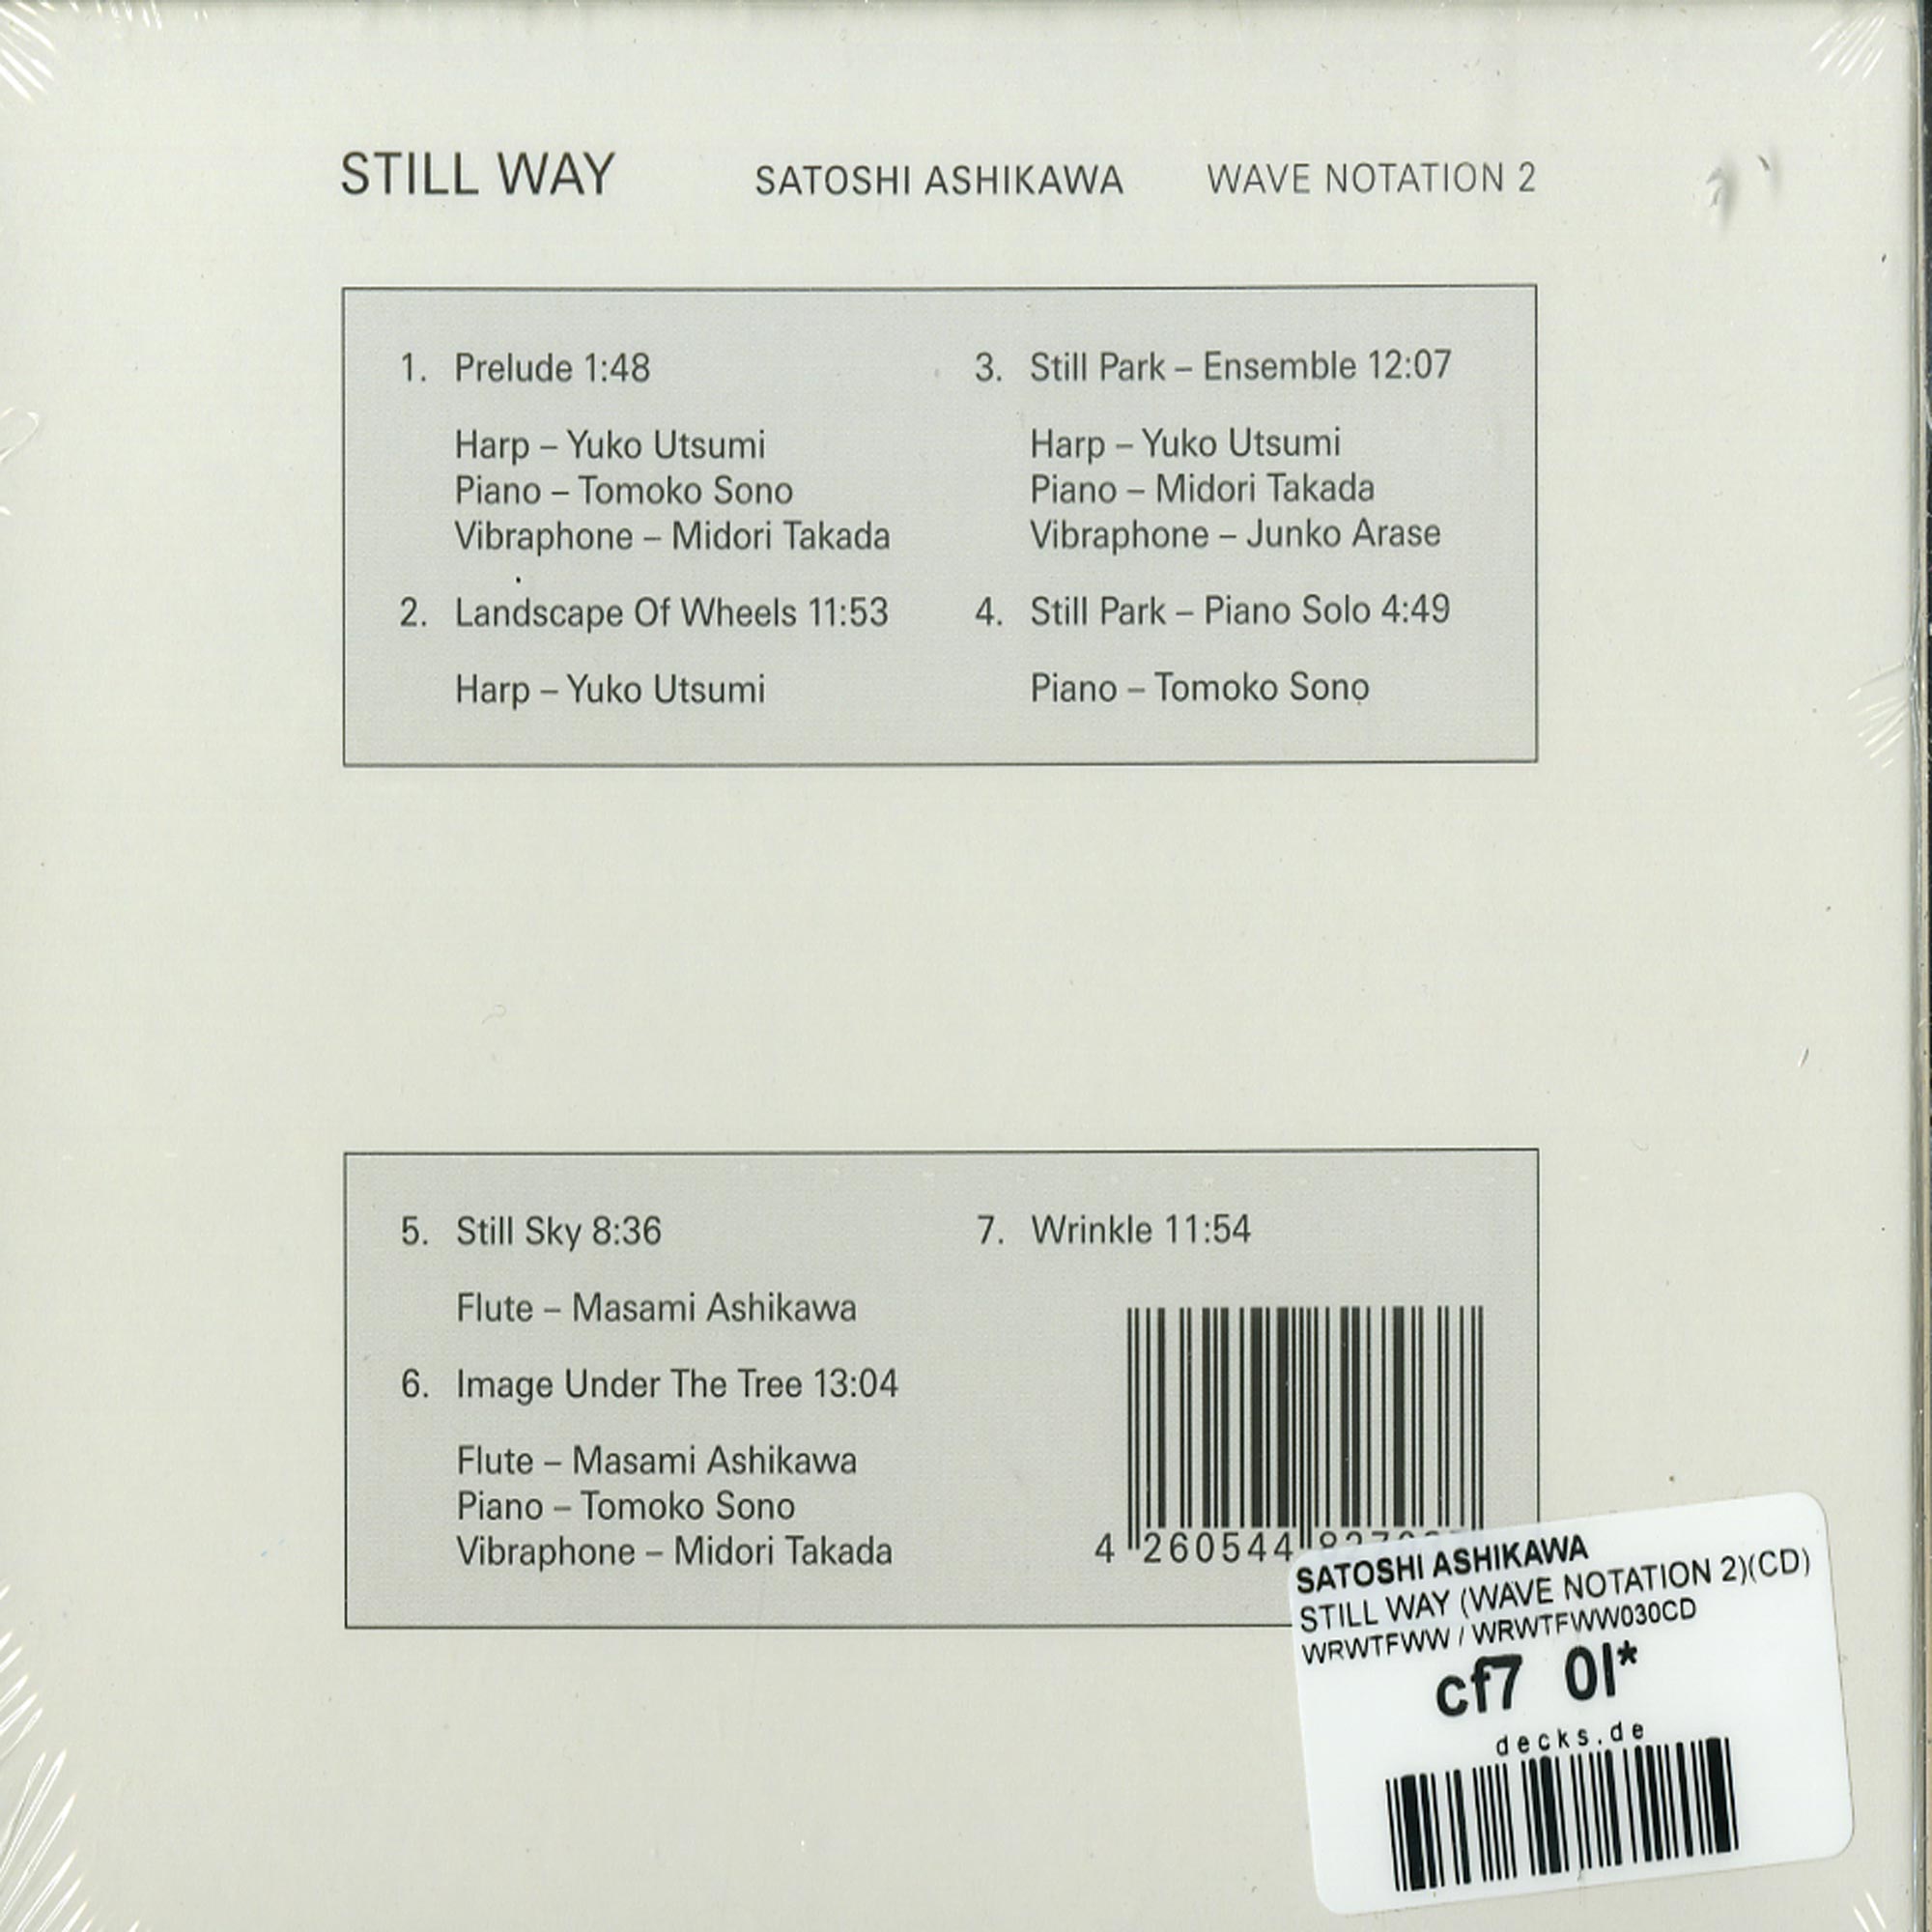 STILL WAY SATOSHI ASHIKAWA WAVE NOTATION 2
1. Prelude 1:48
Harp – Yuko Utsumi
Piano – Tomoko Sono
Vibraphone – Midori Takada
2. Landscape Of Wheels 11:53
Harp – Yuko Utsumi
3. Still Park – Ensemble 12:07
Harp – Yuko Utsumi
Piano – Midori Takada
Vibraphone – Junko Arase
4. Still Park – Piano Solo 4:49
Piano – Tomoko Sono
5. Still Sky 8:36
Flute – Masami Ashikawa
6. Image Under The Tree 13:04
Flute – Masami Ashikawa
Piano – Tomoko Sono
Vibraphone – Midori Takada
7. Wrinkle 11:54
4 260544
SATOSHI ASHIKAWA
STILL WAY (WAVE NOTATION 2)(CD)
WRWTFWW / WRWTFWW030CD
cf7 0l*
decks.de